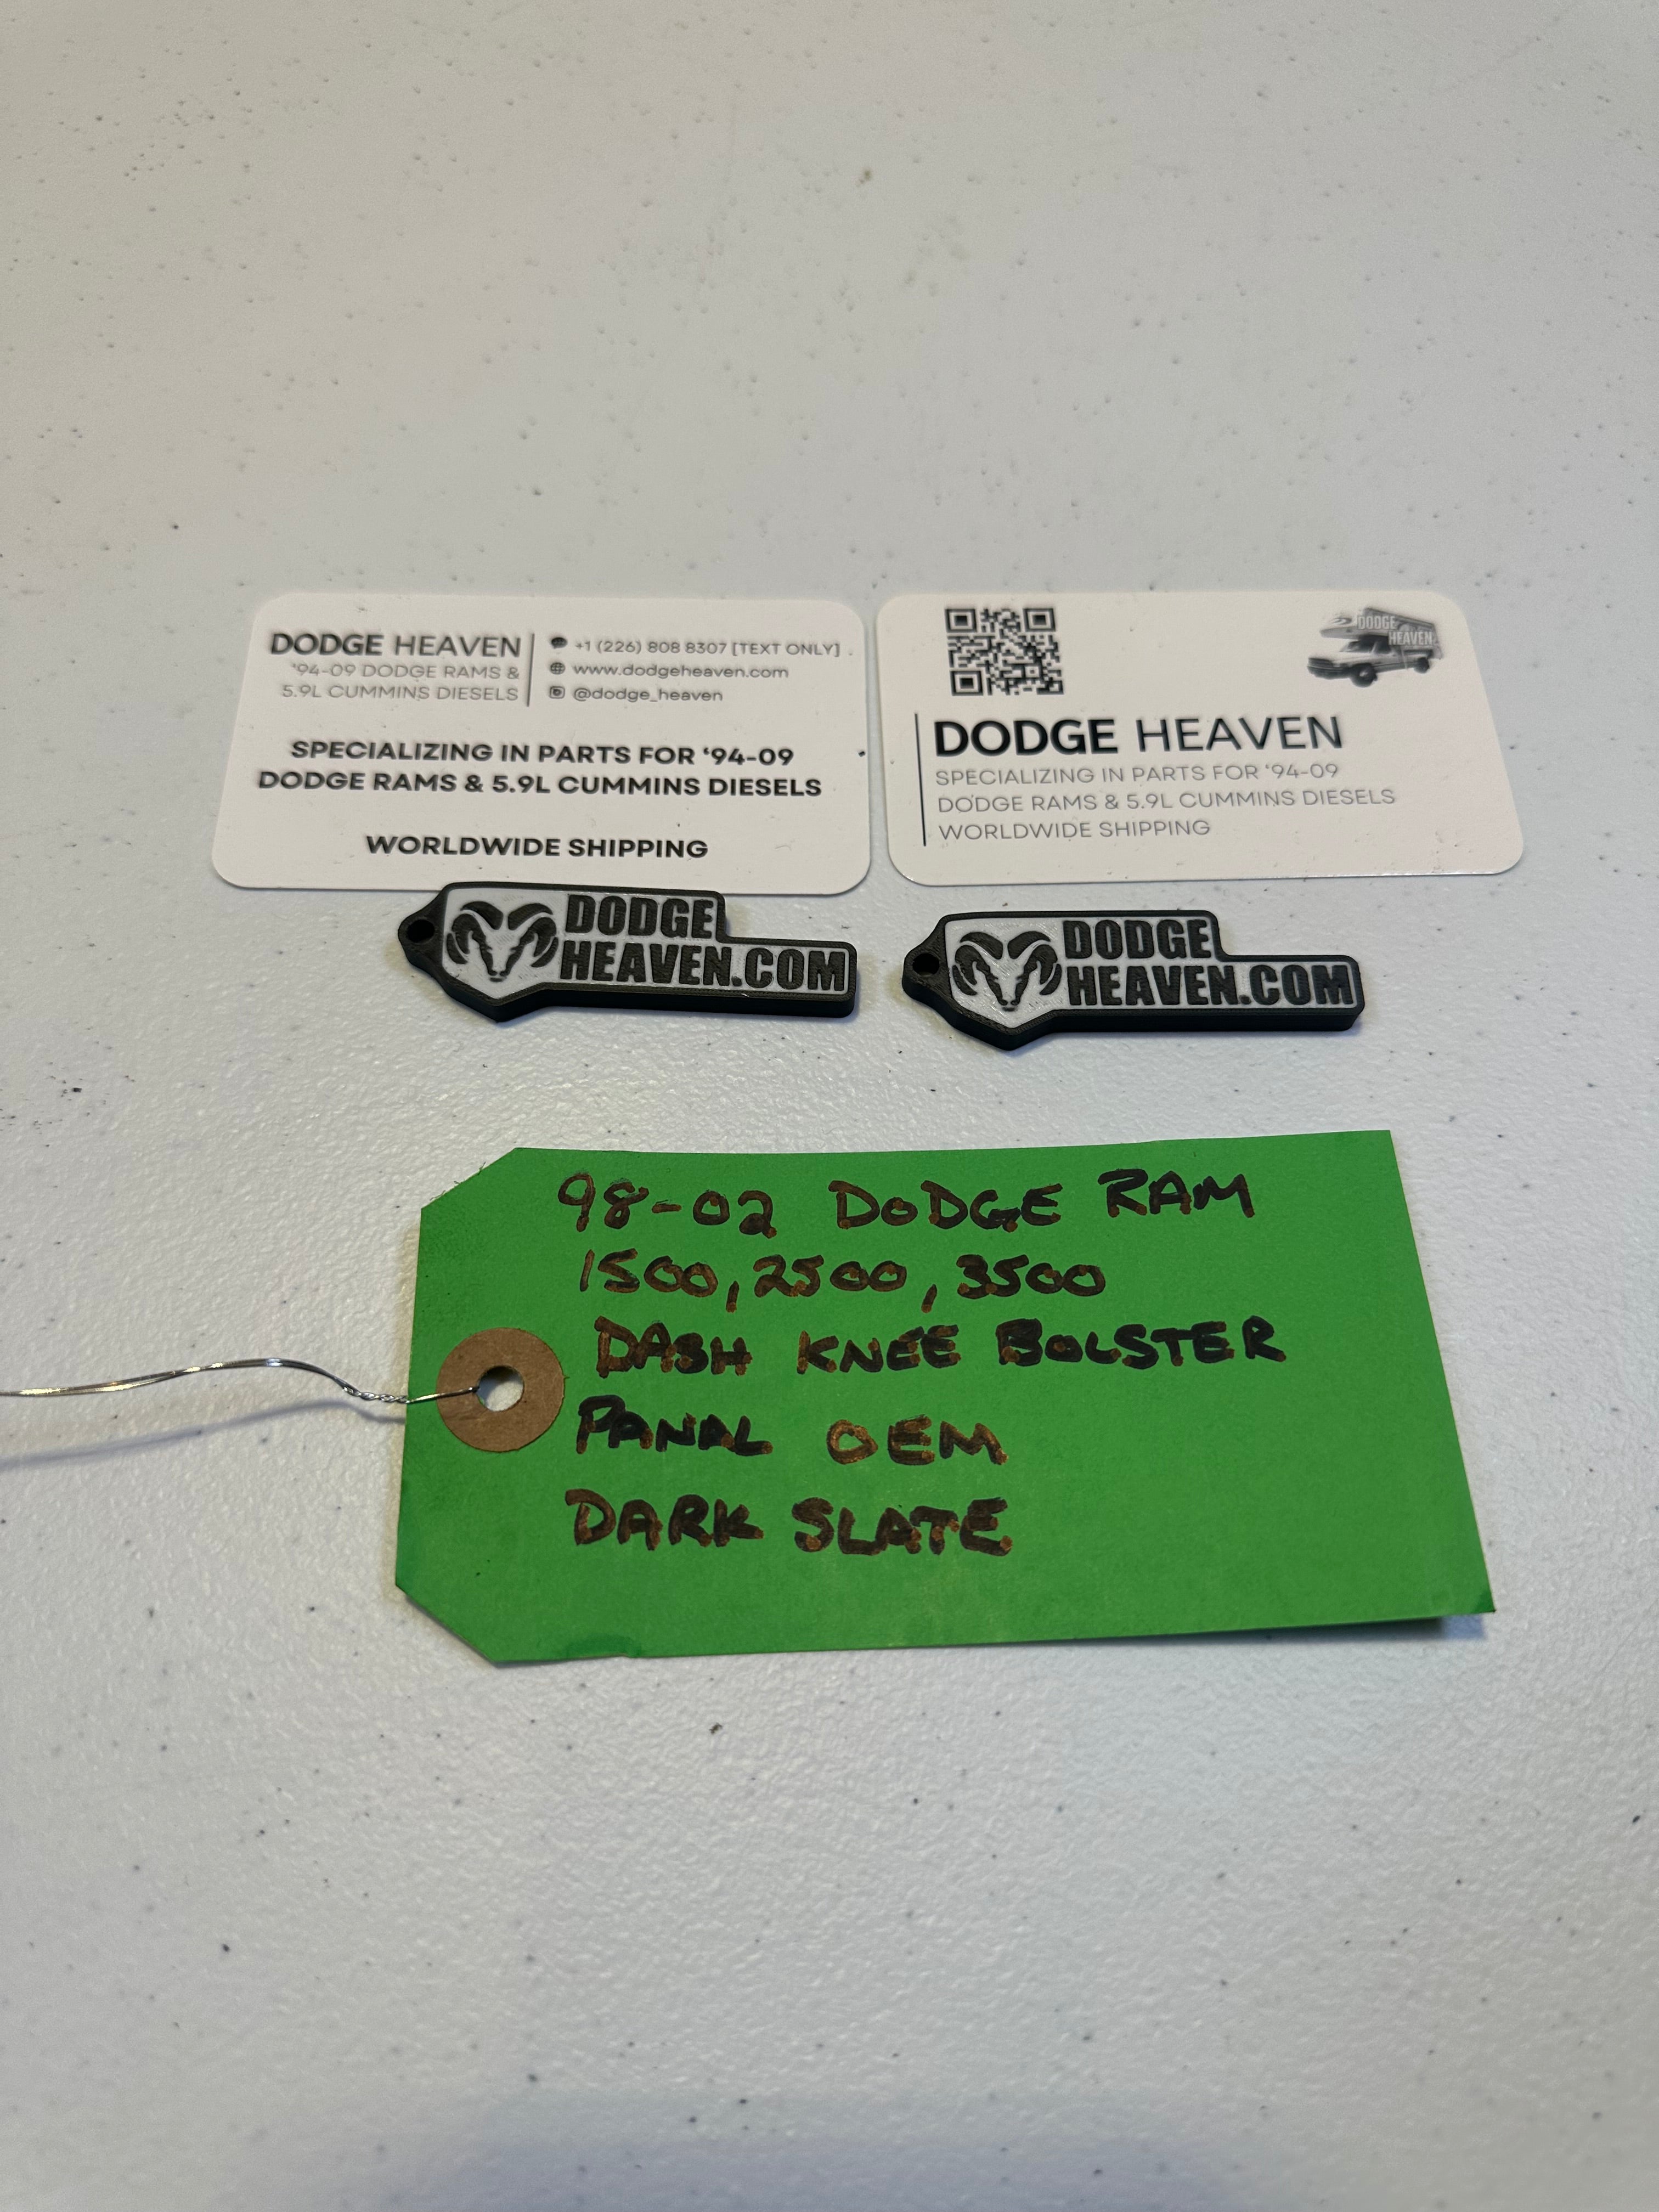 DODGE HEAVEN
'94-09 DODGE RAMS &
5.9L CUMMINS DIESELS
+1 (226) 808 8307 [TEXT ONLY]
www.dodgeheaven.com
@dodge_heaven
SPECIALIZING IN PARTS FOR '94-09
DODGE RAMS & 5.9L CUMMINS DIESELS
WORLDWIDE SHIPPING
DODGE
HEAVEN
DODGE HEAVEN
SPECIALIZING IN PARTS FOR '94-09
DODGE RAMS & 5.9L CUMMINS DIESELS
WORLDWIDE SHIPPING
DODGE
HEAVEN.COM
DODGE
HEAVEN.COM
98-02 DODGE RAM
1500, 2500, 3500
DASH KNEE BOLSTER
PANAL OEM
DARK SLATE